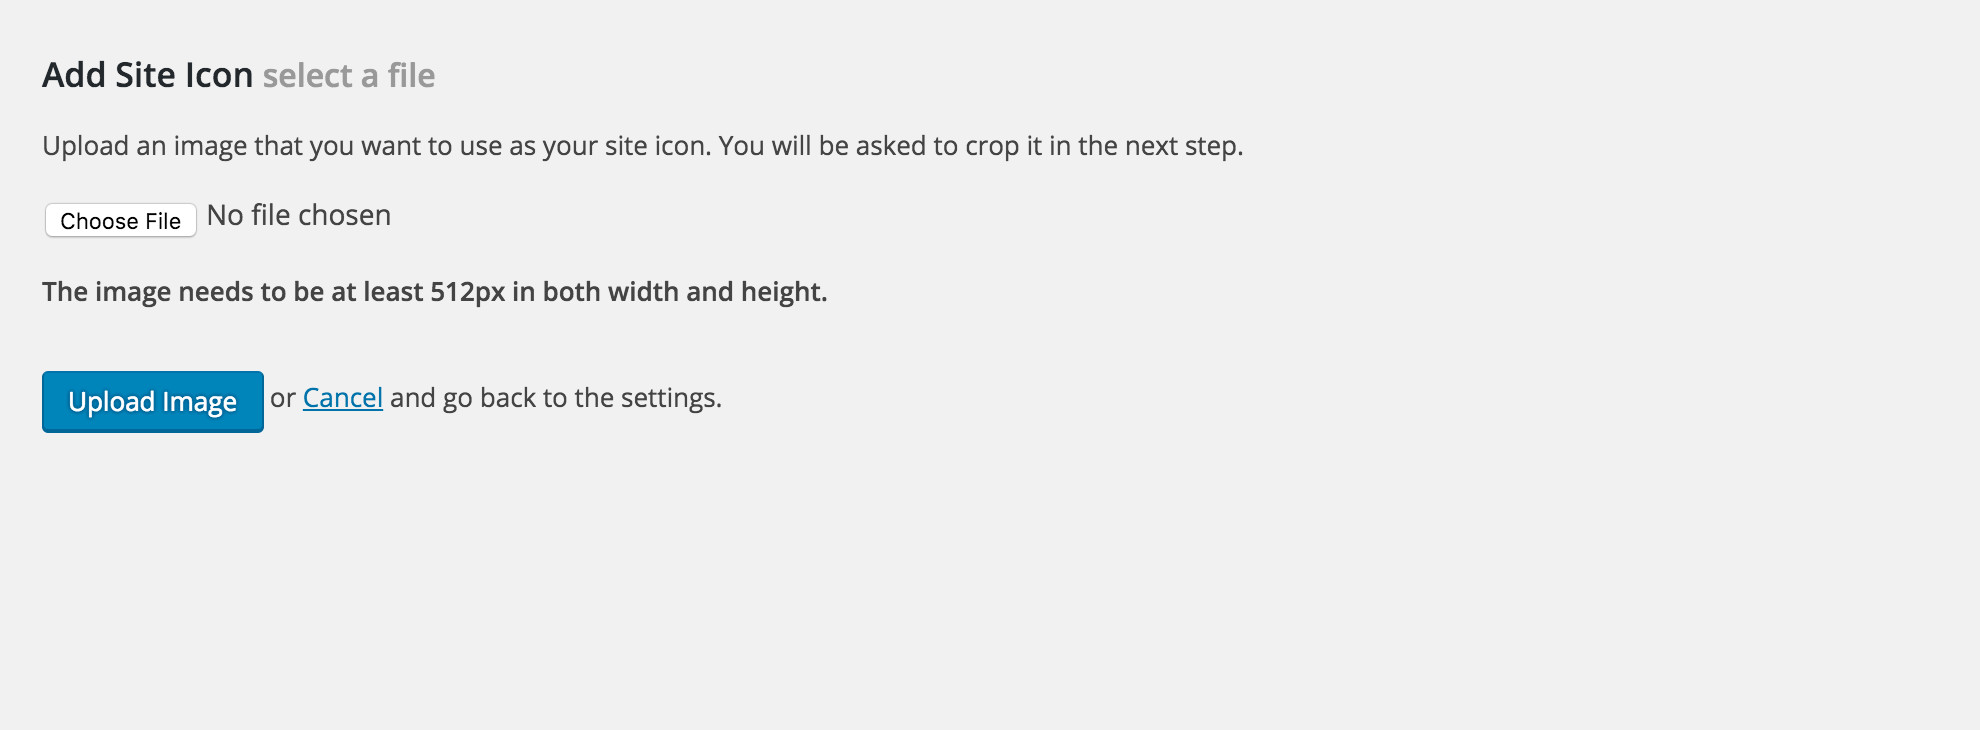 Add Site Icon select a file
Upload an image that you want to use as your site icon. You will be asked to crop it in the next step.
Choose File No file chosen
The image needs to be at least 512px in both width and height.
Upload Image or Cancel and go back to the settings.